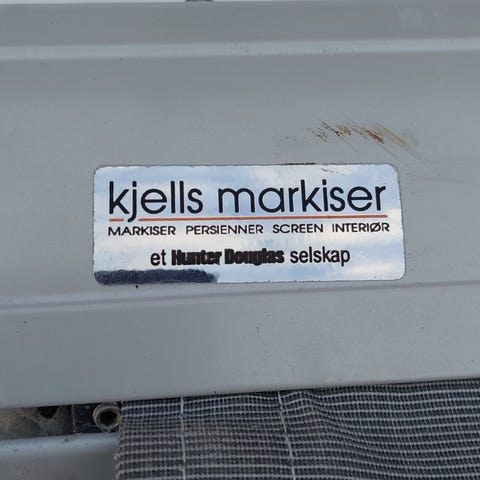 kjells markiser
MARKISER PERSIENNER SCREEN INTERIØR
et Hunter Douglas selskap